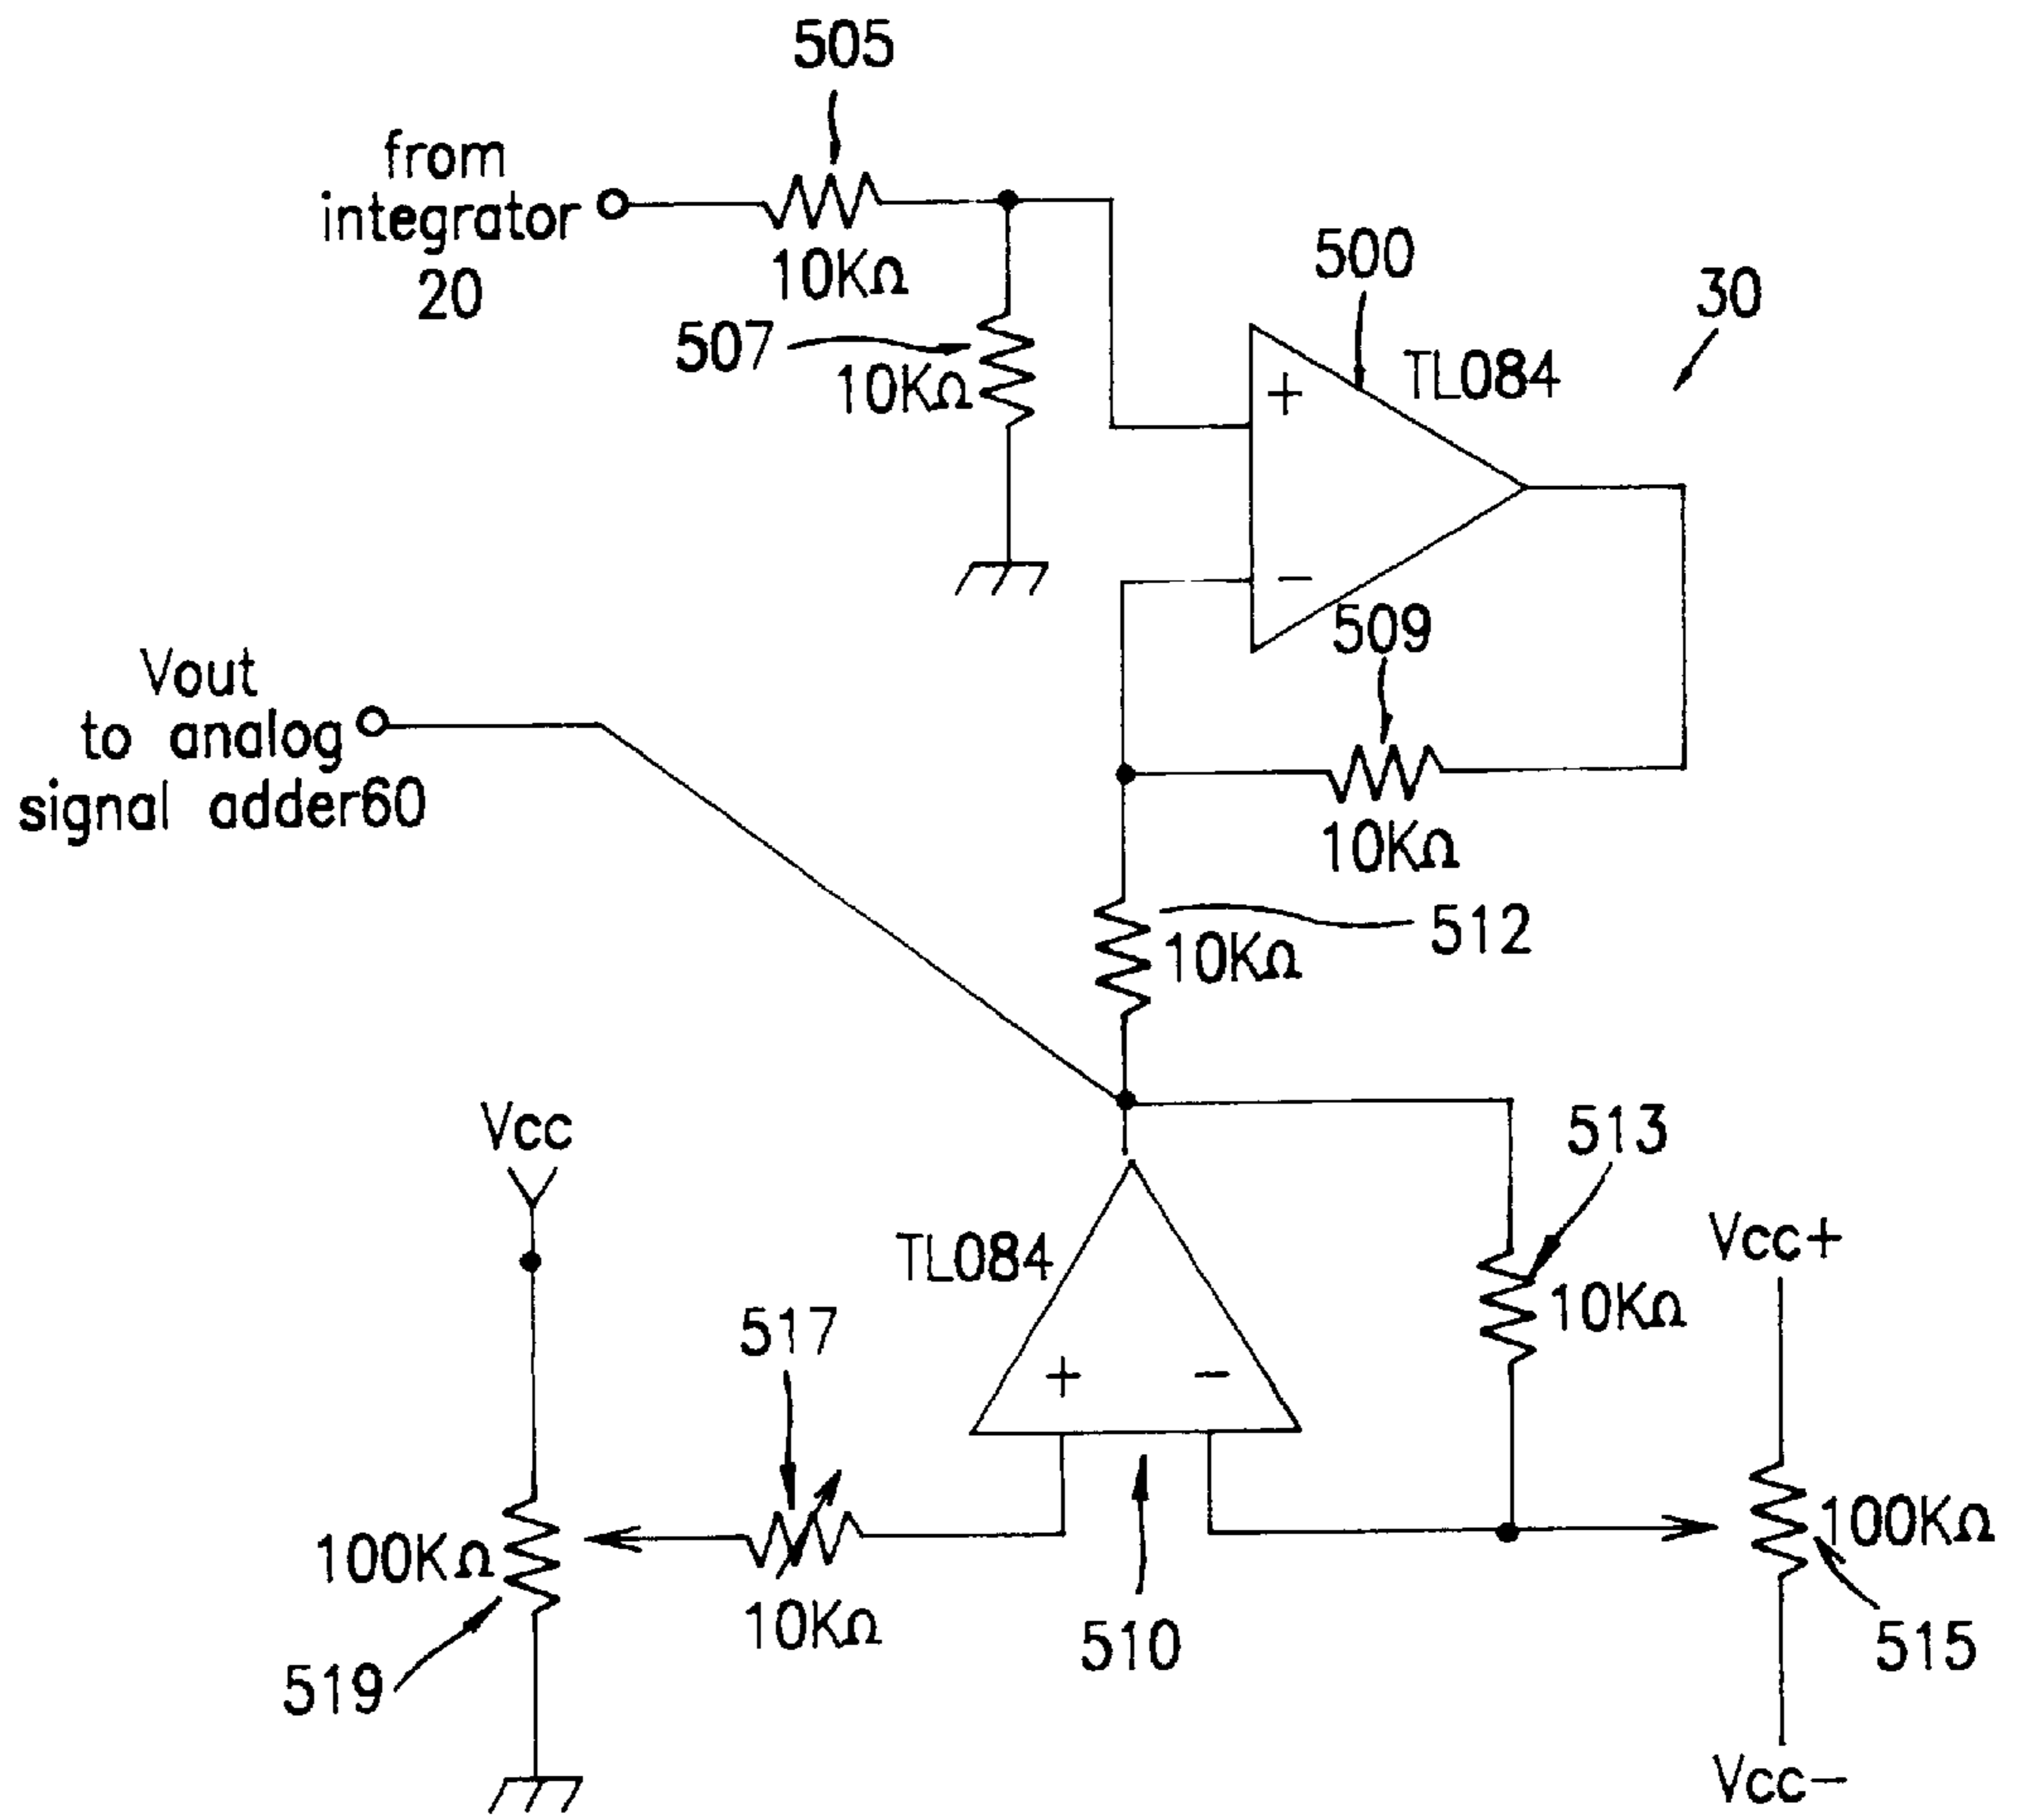 505
from
integrator
20
10KΩ
507
10KΩ
500
30
TL084
+
−
509
Vout
to analog
signal adder60
10KΩ
512
10KΩ
Vcc
513
TL084
10KΩ
Vcc+
517
+ −
100KΩ
10KΩ
100KΩ
519
510
515
Vcc−